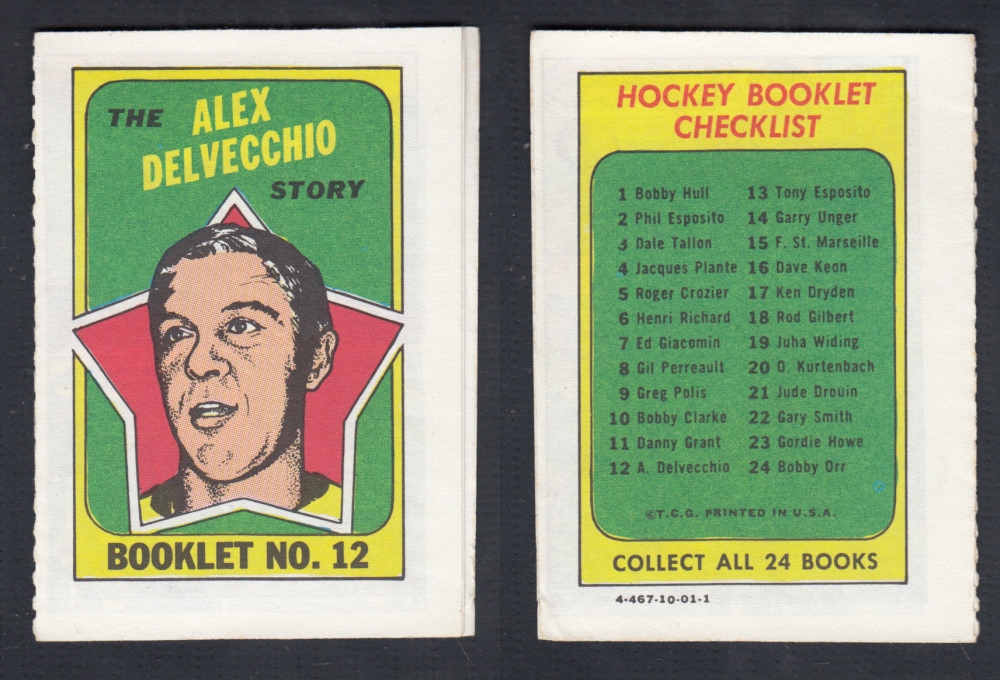 THE ALEX
DELVECCHIO
STORY
BOOKLET NO. 12
HOCKEY BOOKLET
CHECKLIST
1 Bobby Hull
2 Phil Esposito
3 Dale Tallon
4 Jacques Plante
5 Roger Crozier
6 Henri Richard
7 Ed Giacomin
8 Gil Perreault
9 Greg Polis
10 Bobby Clarke
11 Danny Grant
12 A. Delvecchio
13 Tony Esposito
14 Garry Unger
15 F. St. Marseille
16 Dave Keon
17 Ken Dryden
18 Rod Gilbert
19 Juha Widing
20 O. Kurtenbach
21 Jude Drouin
22 Gary Smith
23 Gordie Howe
24 Bobby Orr
©T.C.G. PRINTED IN U.S.A.
COLLECT ALL 24 BOOKS
4-467-10-01-1